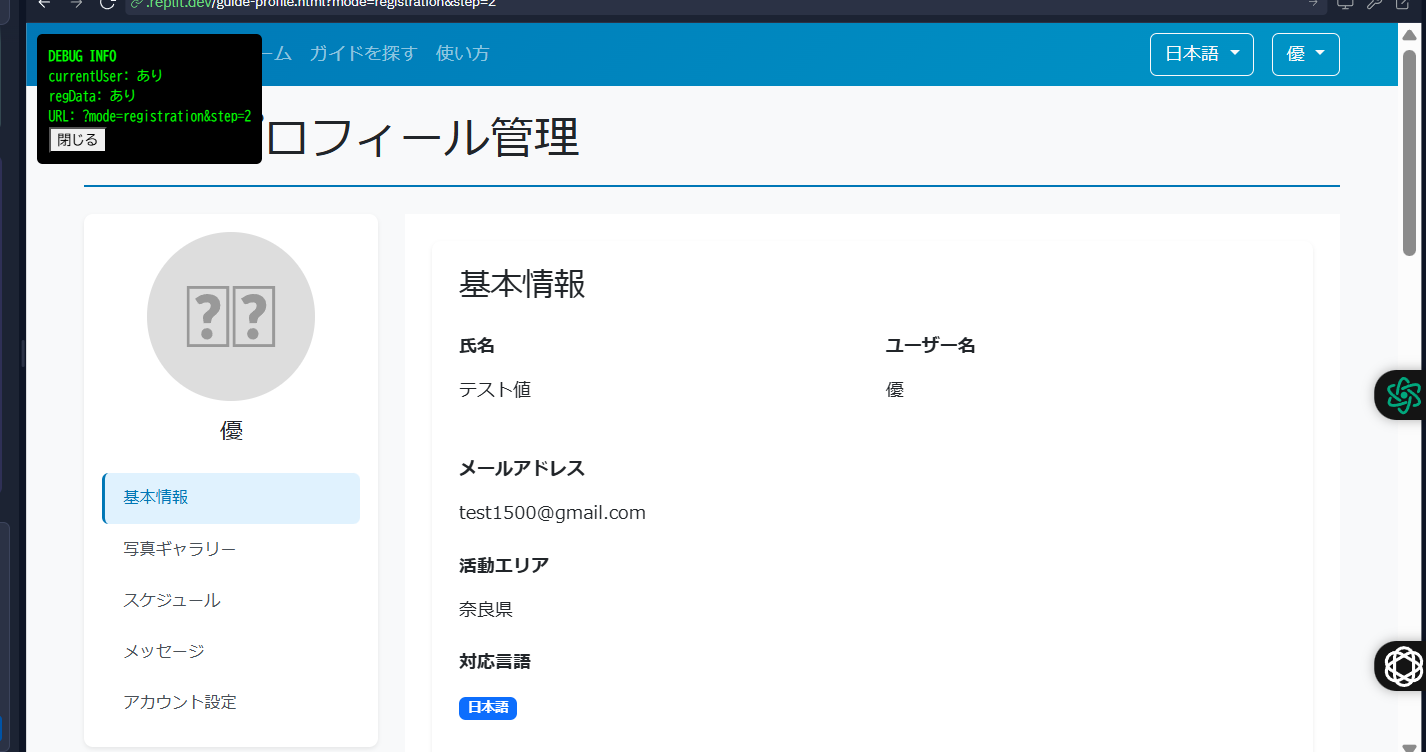 .replit.dev/guide-profile.html?mode=registration&step=2
DEBUG INFO
currentUser: あり
regData: あり
URL: ?mode=registration&step=2
閉じる
ーム ガイドを探す 使い方
日本語
優
ロフィール管理
優
基本情報
写真ギャラリー
スケジュール
メッセージ
アカウント設定
基本情報
氏名 ユーザー名
テスト値 優
メールアドレス
test1500@gmail.com
活動エリア
奈良県
対応言語
日本語